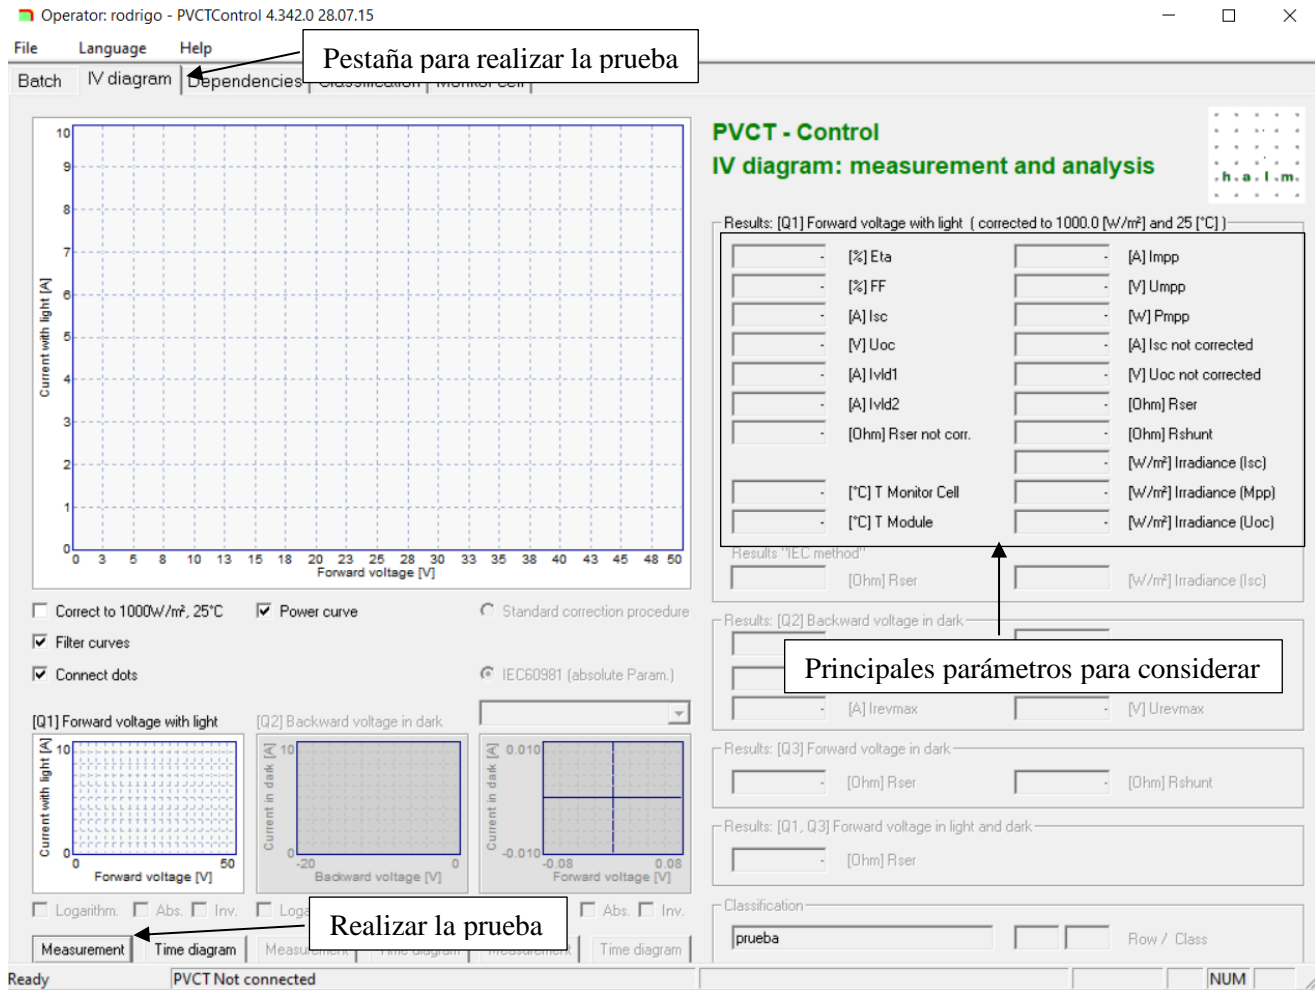 Operator: rodrigo - PVCTControl 4.342.0 28.07.15
File Language Help
Pestaña para realizar la prueba
Batch IV diagram Dependencies Classification Monitor cell
PVCT - Control
IV diagram: measurement and analysis
.h.a.l.m.
10
9
8
7
6
5
4
3
2
1
0
Current with light [A]
0 3 5 8 10 13 15 18 20 23 25 28 30 33 35 38 40 43 45 48 50
Forward voltage [V]
Results: [Q1] Forward voltage with light ( corrected to 1000.0 [W/m²] and 25 [°C] )
- [%] Eta - [A] Impp
- [%] FF - [V] Umpp
- [A] Isc - [W] Pmpp
- [V] Uoc - [A] Isc not corrected
- [A] Ivld1 - [V] Uoc not corrected
- [A] Ivld2 - [Ohm] Rser
- [Ohm] Rser not corr. - [Ohm] Rshunt
- [W/m²] Irradiance (Isc)
- [°C] T Monitor Cell - [W/m²] Irradiance (Mpp)
- [°C] T Module - [W/m²] Irradiance (Uoc)
Results "IEC method"
- [Ohm] Rser - [W/m²] Irradiance (Isc)
Correct to 1000W/m², 25°C Power curve Standard correction procedure
Filter curves
Connect dots IEC60981 (absolute Param.)
Results: [Q2] Backward voltage in dark
Principales parámetros para considerar
- [A] Irevmax - [V] Urevmax
[Q1] Forward voltage with light [Q2] Backward voltage in dark
Current with light [A]
10
0
0 50
Forward voltage [V]
Current in dark [A]
10
0
-20 0
Backward voltage [V]
Current in dark [A]
0.010
-0.010
-0.08 0.08
Forward voltage [V]
Results: [Q3] Forward voltage in dark
- [Ohm] Rser - [Ohm] Rshunt
Results: [Q1, Q3] Forward voltage in light and dark
- [Ohm] Rser
Logarithm. Abs. Inv. Abs. Inv.
Realizar la prueba
Measurement Time diagram Measurement Time diagram Measurement Time diagram
Classification
prueba Row / Class
Ready PVCT Not connected NUM